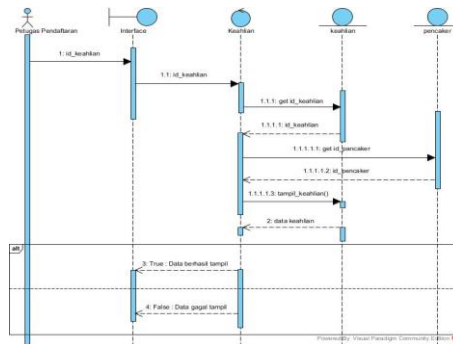 Petugas Pendaftaran
Interface
Keahlian
keahlian
pencaker
1: id_keahlian
1.1: id_keahlian
1.1.1: get id_keahlian
1.1.1.1: id_keahlian
1.1.1.1.1: get id_pancaker
1.1.1.1.2: id_pencaker
1.1.1.1.3: tampil_keahlian()
2: data keahlian
alt
3: True : Data berhasil tampil
4: False : Data gagal tampil
Powered By Visual Paradigm Community Edition